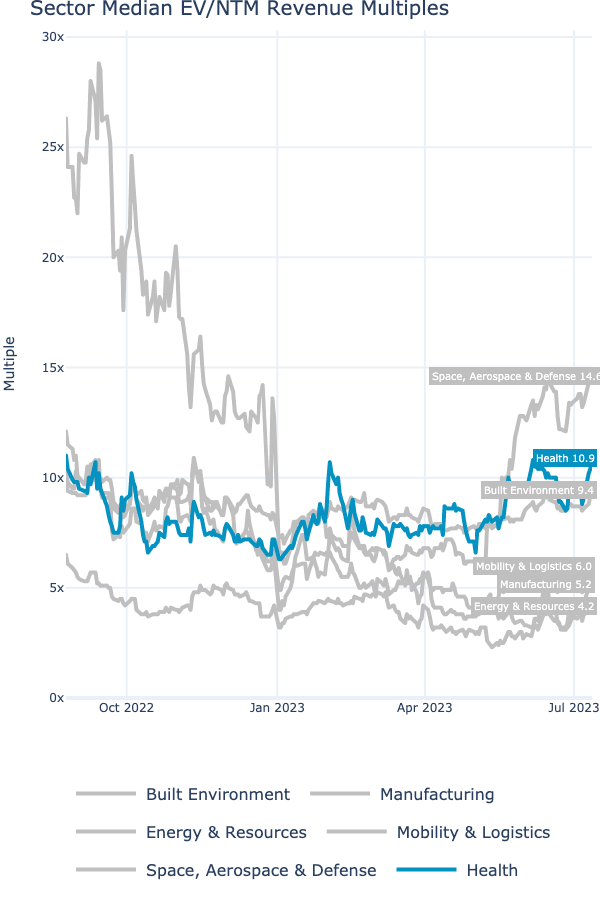 Sector Median EV/NTM Revenue Multiples
30x
25x
20x
15x
10x
5x
0x
Multiple
Space, Aerospace & Defense 14.6
Health 10.9
Built Environment 9.4
Mobility & Logistics 6.0
Manufacturing 5.2
Energy & Resources 4.2
Oct 2022 Jan 2023 Apr 2023 Jul 2023
Built Environment Manufacturing
Energy & Resources Mobility & Logistics
Space, Aerospace & Defense Health